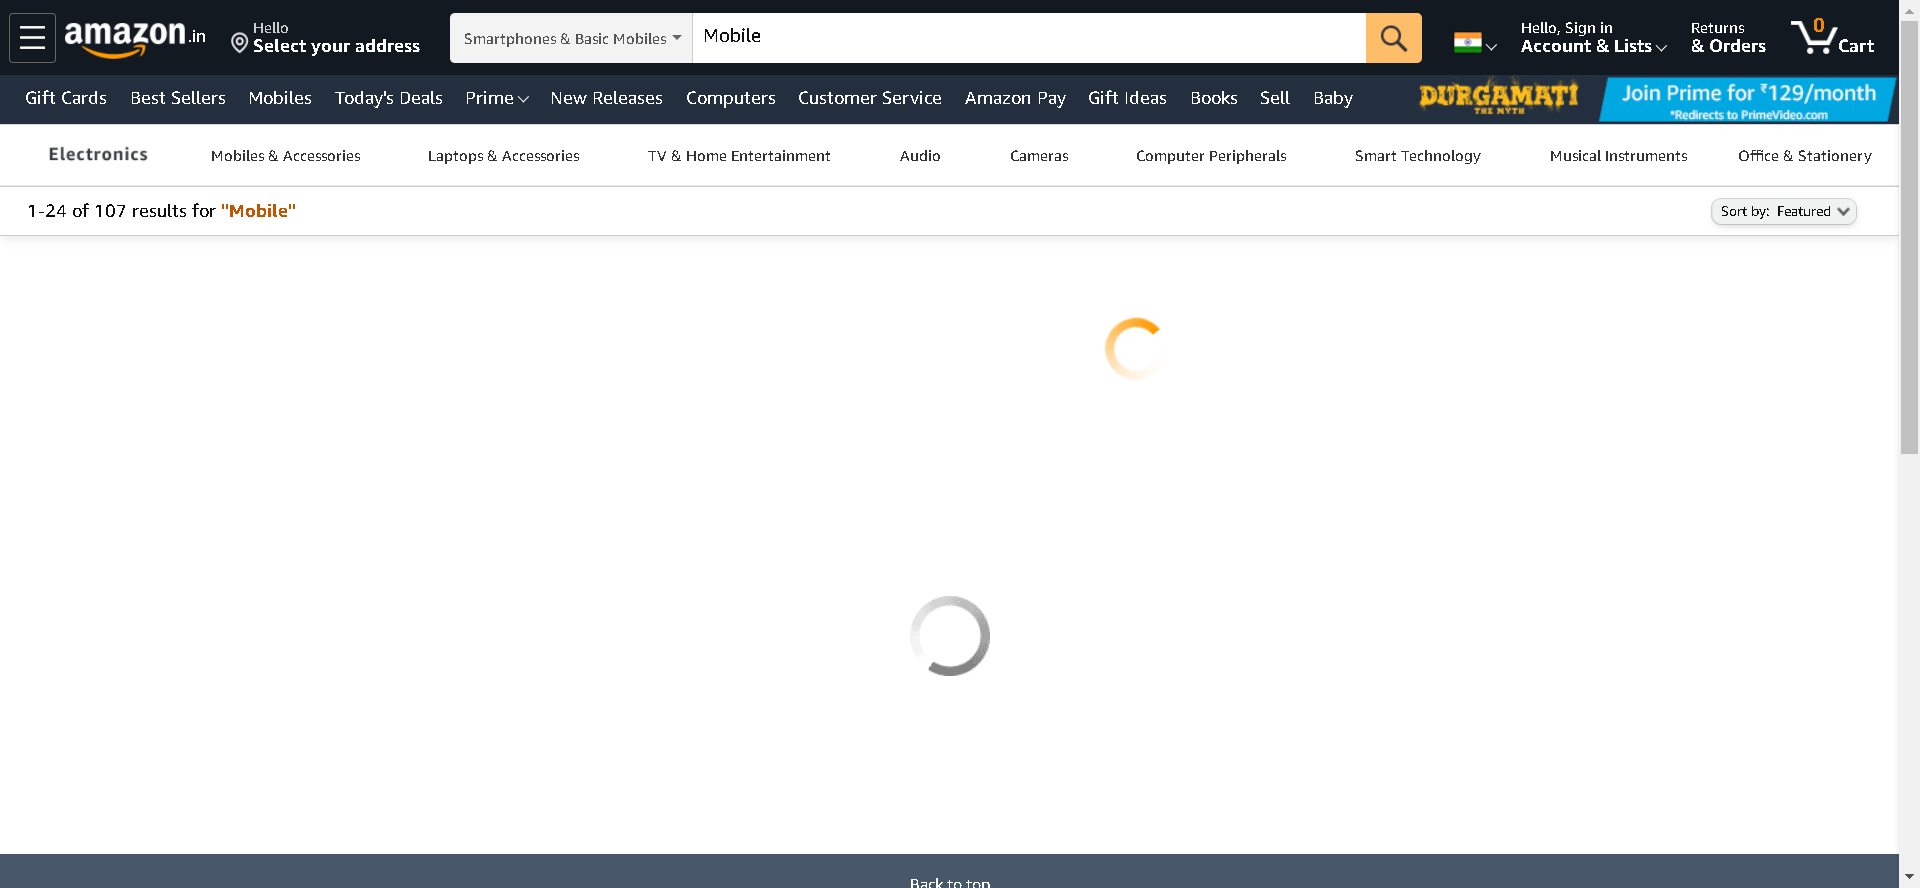 amazon.in
Hello
Select your address
Smartphones & Basic Mobiles
Mobile
Hello, Sign in
Account & Lists
Returns
& Orders
0
Cart
Gift Cards Best Sellers Mobiles Today's Deals Prime New Releases Computers Customer Service Amazon Pay Gift Ideas Books Sell Baby
DURGAMATI
THE MYTH
Join Prime for ₹129/month
*Redirects to PrimeVideo.com
Electronics Mobiles & Accessories Laptops & Accessories TV & Home Entertainment Audio Cameras Computer Peripherals Smart Technology Musical Instruments Office & Stationery
1-24 of 107 results for "Mobile"
Sort by: Featured
Back to top